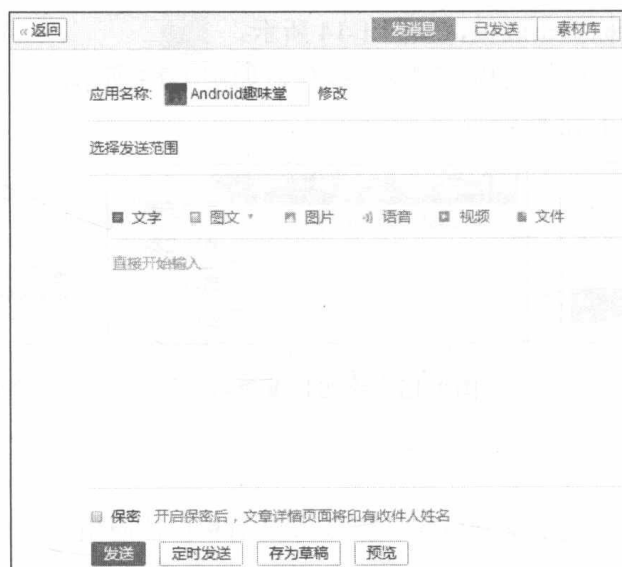 «返回 发消息 已发送 素材库
应用名称: Android趣味堂 修改
选择发送范围
文字 图文 图片 语音 视频 文件
直接开始输入...
保密 开启保密后，文章详情页面将印有收件人姓名
发送 定时发送 存为草稿 预览